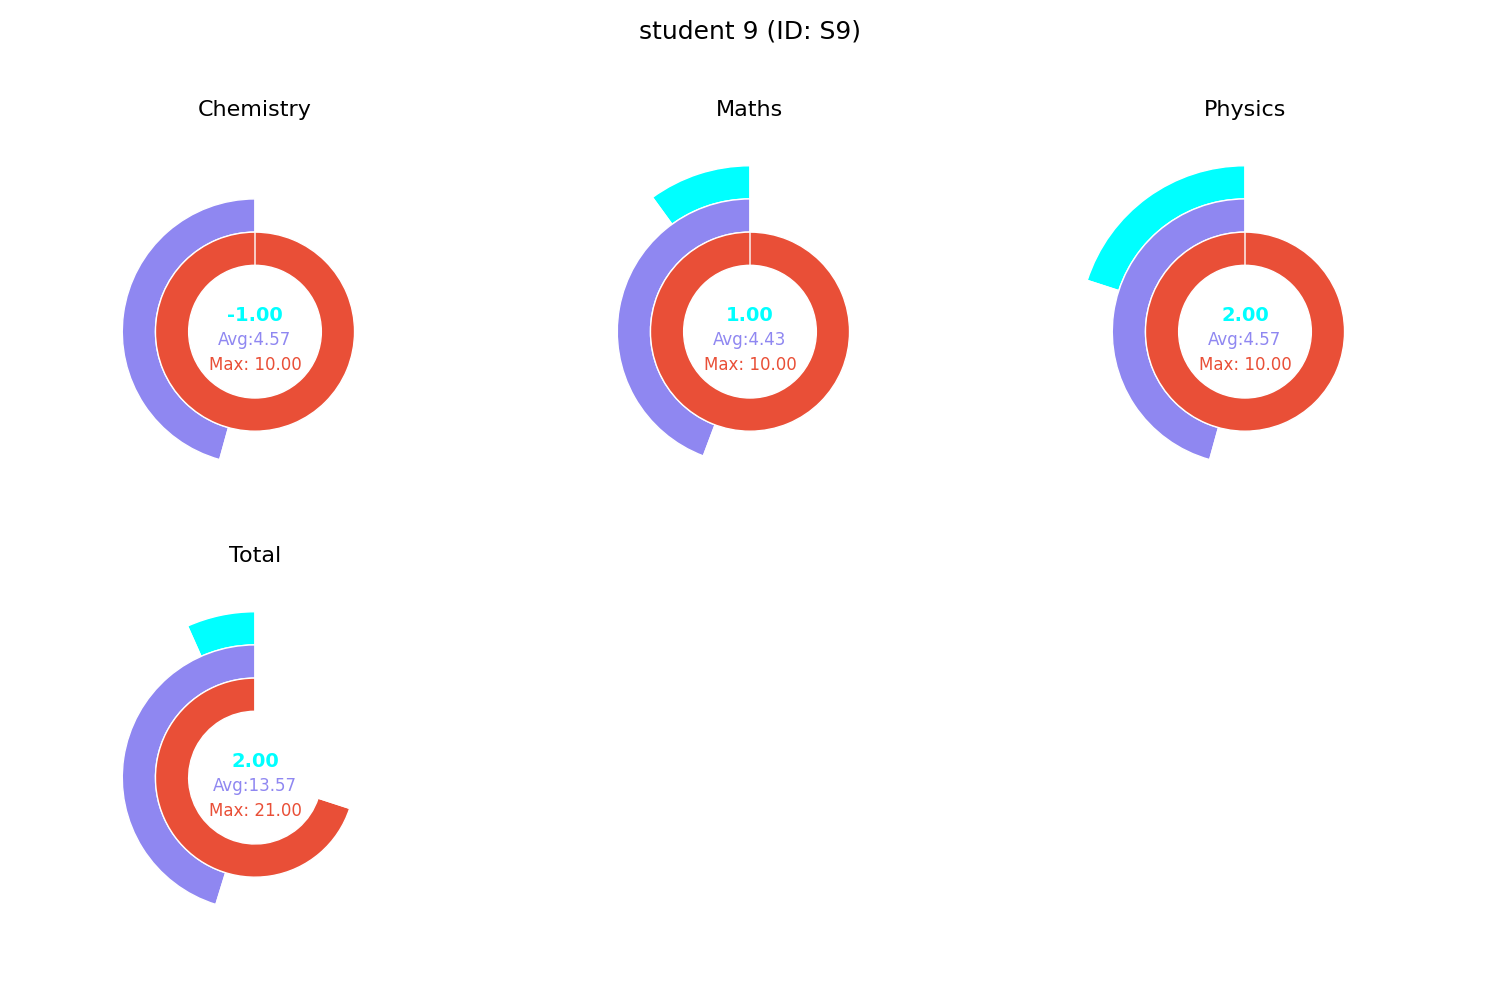 student 9 (ID: S9)
Chemistry
-1.00
Avg:4.57
Max: 10.00
Maths
1.00
Avg:4.43
Max: 10.00
Physics
2.00
Avg:4.57
Max: 10.00
Total
2.00
Avg:13.57
Max: 21.00